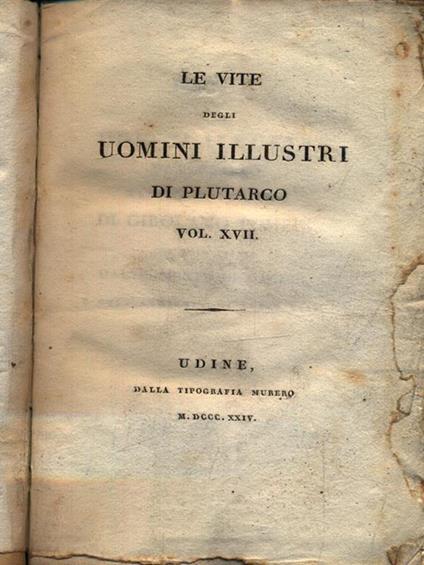 LE VITE
DEGLI
UOMINI ILLUSTRI
DI PLUTARCO
VOL. XVII.
UDINE,
DALLA TIPOGRAFIA MURERO
M. DCCC. XXIV.